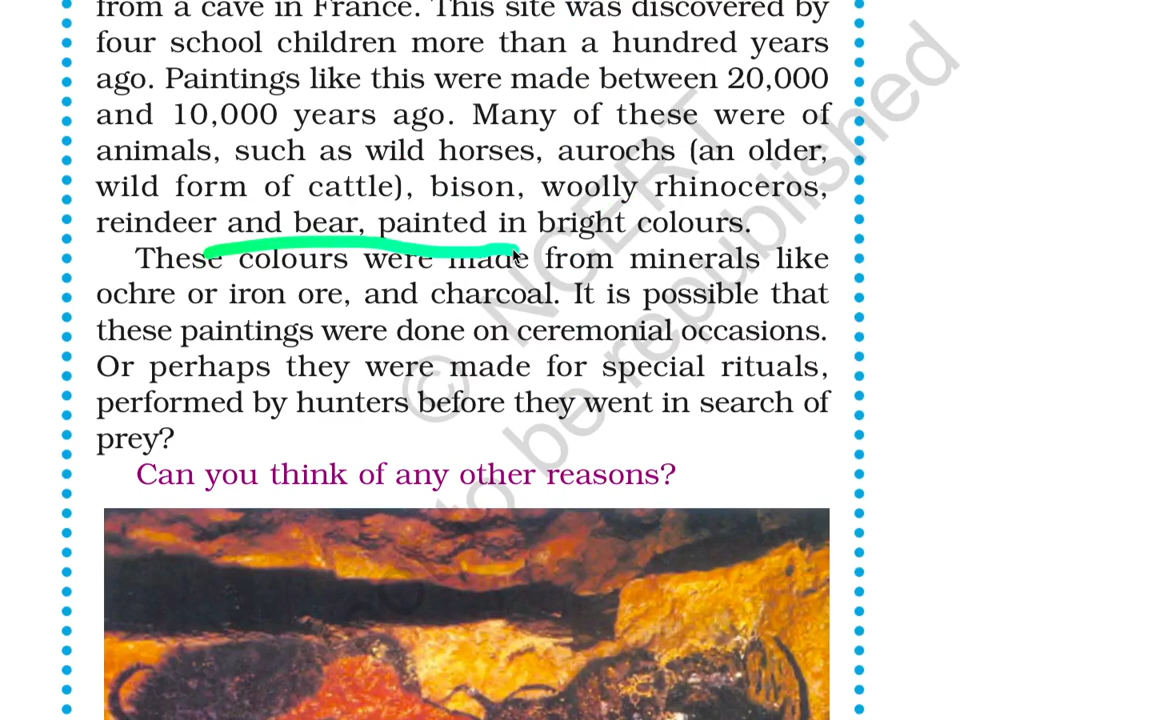 from a cave in France. This site was discovered by
four school children more than a hundred years
ago. Paintings like this were made between 20,000
and 10,000 years ago. Many of these were of
animals, such as wild horses, aurochs (an older,
wild form of cattle), bison, woolly rhinoceros,
reindeer and bear, painted in bright colours.
These colours were made from minerals like
ochre or iron ore, and charcoal. It is possible that
these paintings were done on ceremonial occasions.
Or perhaps they were made for special rituals,
performed by hunters before they went in search of
prey?
Can you think of any other reasons?
© NCERT
to be republished